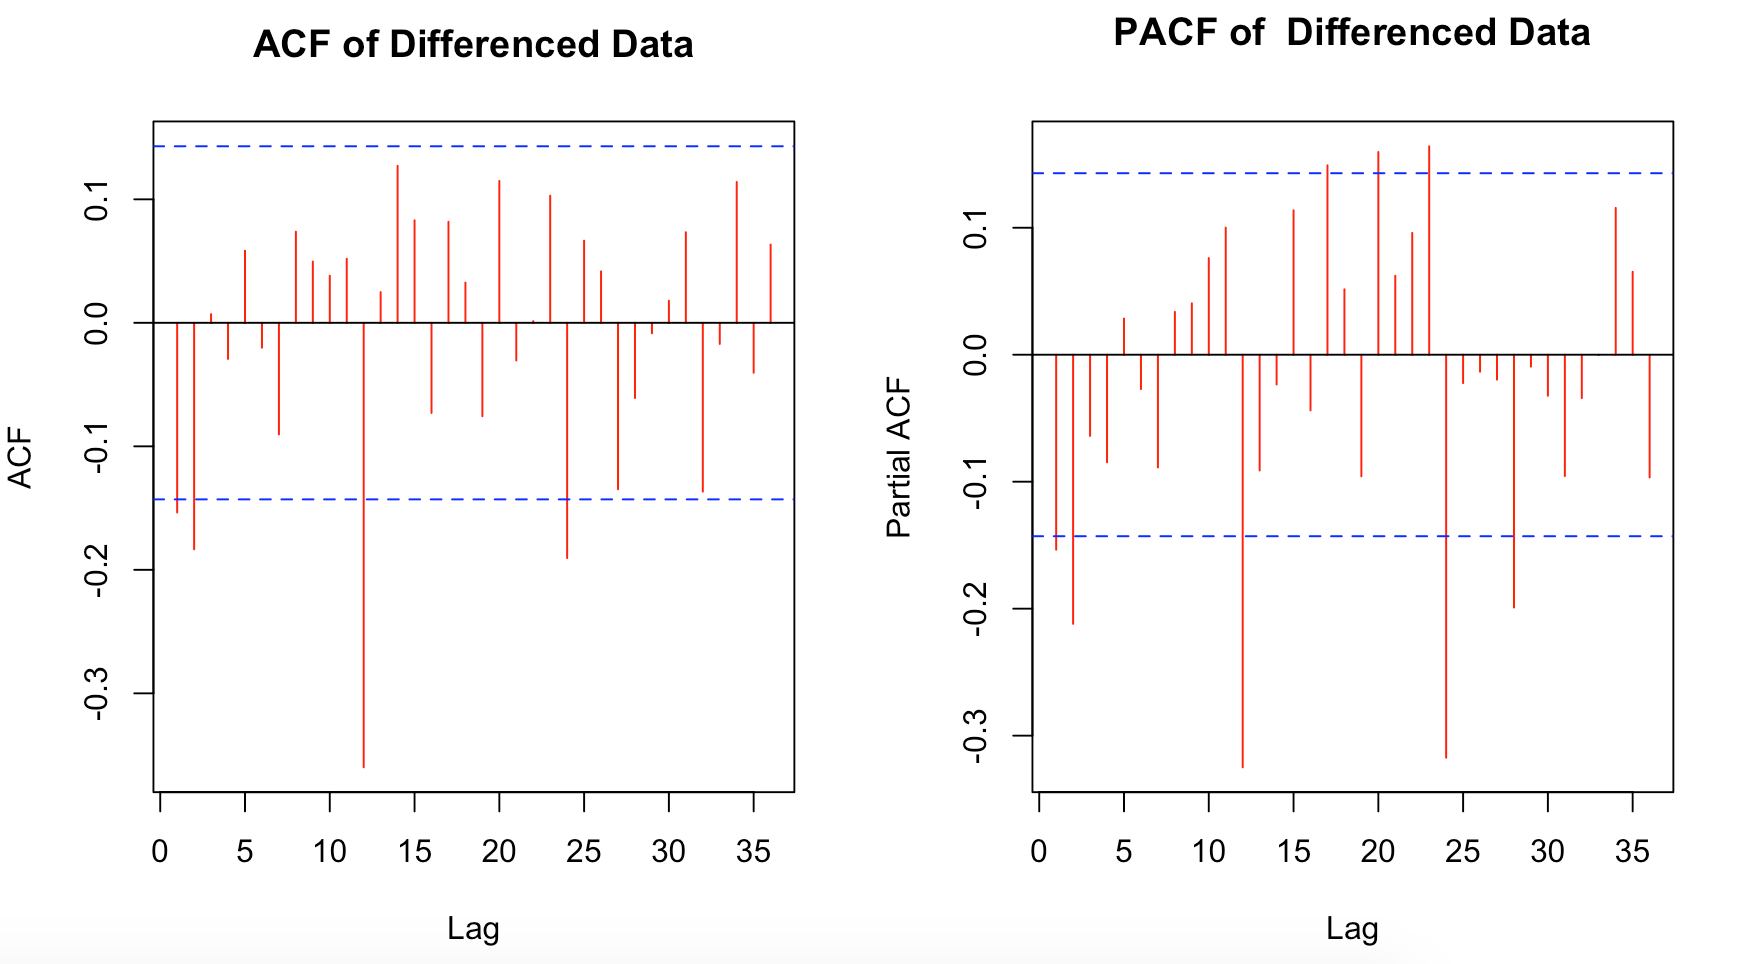 ACF of Differenced Data
ACF
0.1
0.0
-0.1
-0.2
-0.3
0 5 10 15 20 25 30 35
Lag
PACF of  Differenced Data
Partial ACF
0.1
0.0
-0.1
-0.2
-0.3
0 5 10 15 20 25 30 35
Lag